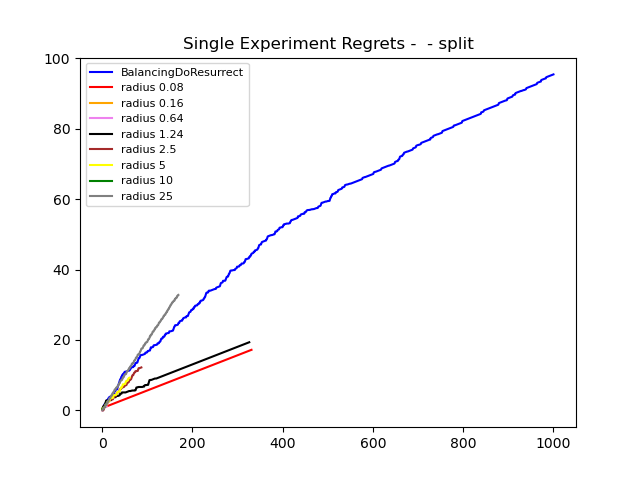 Single Experiment Regrets -  - split
100
80
60
40
20
0
BalancingDoResurrect
radius 0.08
radius 0.16
radius 0.64
radius 1.24
radius 2.5
radius 5
radius 10
radius 25
0 200 400 600 800 1000